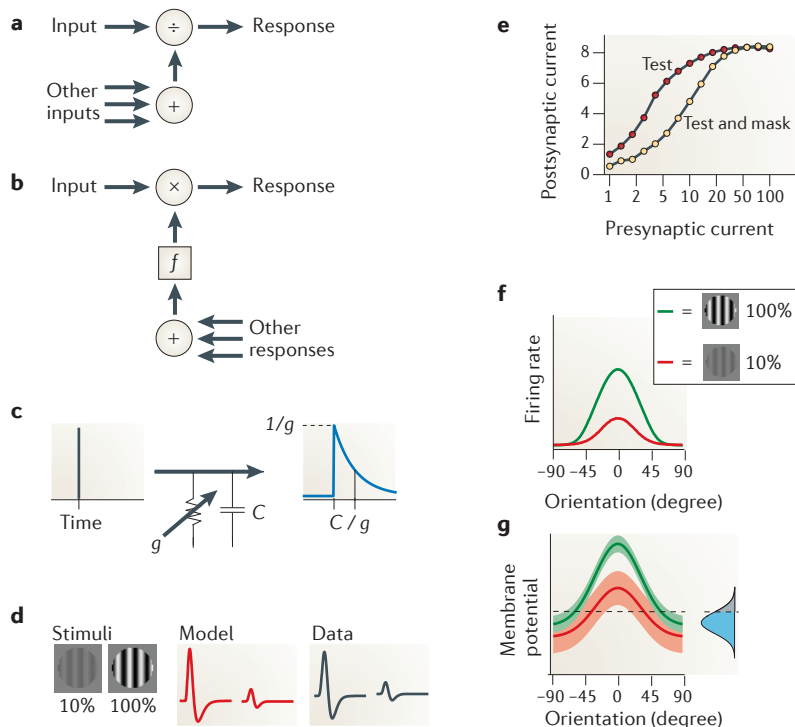 a
Input
÷
Response
Other
inputs
+
b
Input
×
Response
f
+
Other
responses
c
Time
g
C
1/g
C / g
d
Stimuli
10%
100%
Model
Data
e
Postsynaptic current
8
6
4
2
0
Test
Test and mask
1 2 5 10 20 50 100
Presynaptic current
f
= 100%
= 10%
Firing rate
−90 −45 0 45 90
Orientation (degree)
g
Membrane
potential
−90 −45 0 45 90
Orientation (degree)